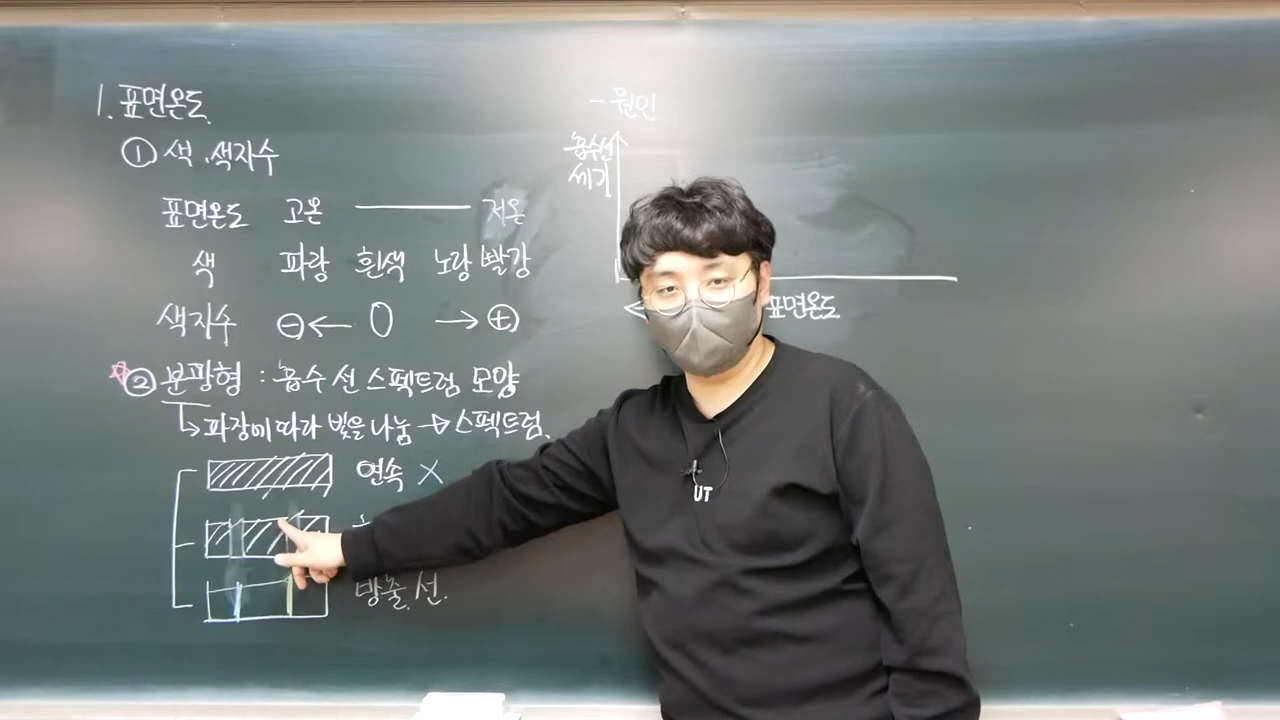 1. 표면온도
① 색, 색지수
표면온도 고온 ——— 저온
색 파랑 흰색 노랑 빨강
색지수 ⊖← 0 →⊕
☆② 분광형 : 흡수선 스펙트럼 모양
↳ 파장에 따라 빛을 나눔 → 스펙트럼.
연속 X
방출선.
- 원인
흡수선
세기
← 표면온도
UT